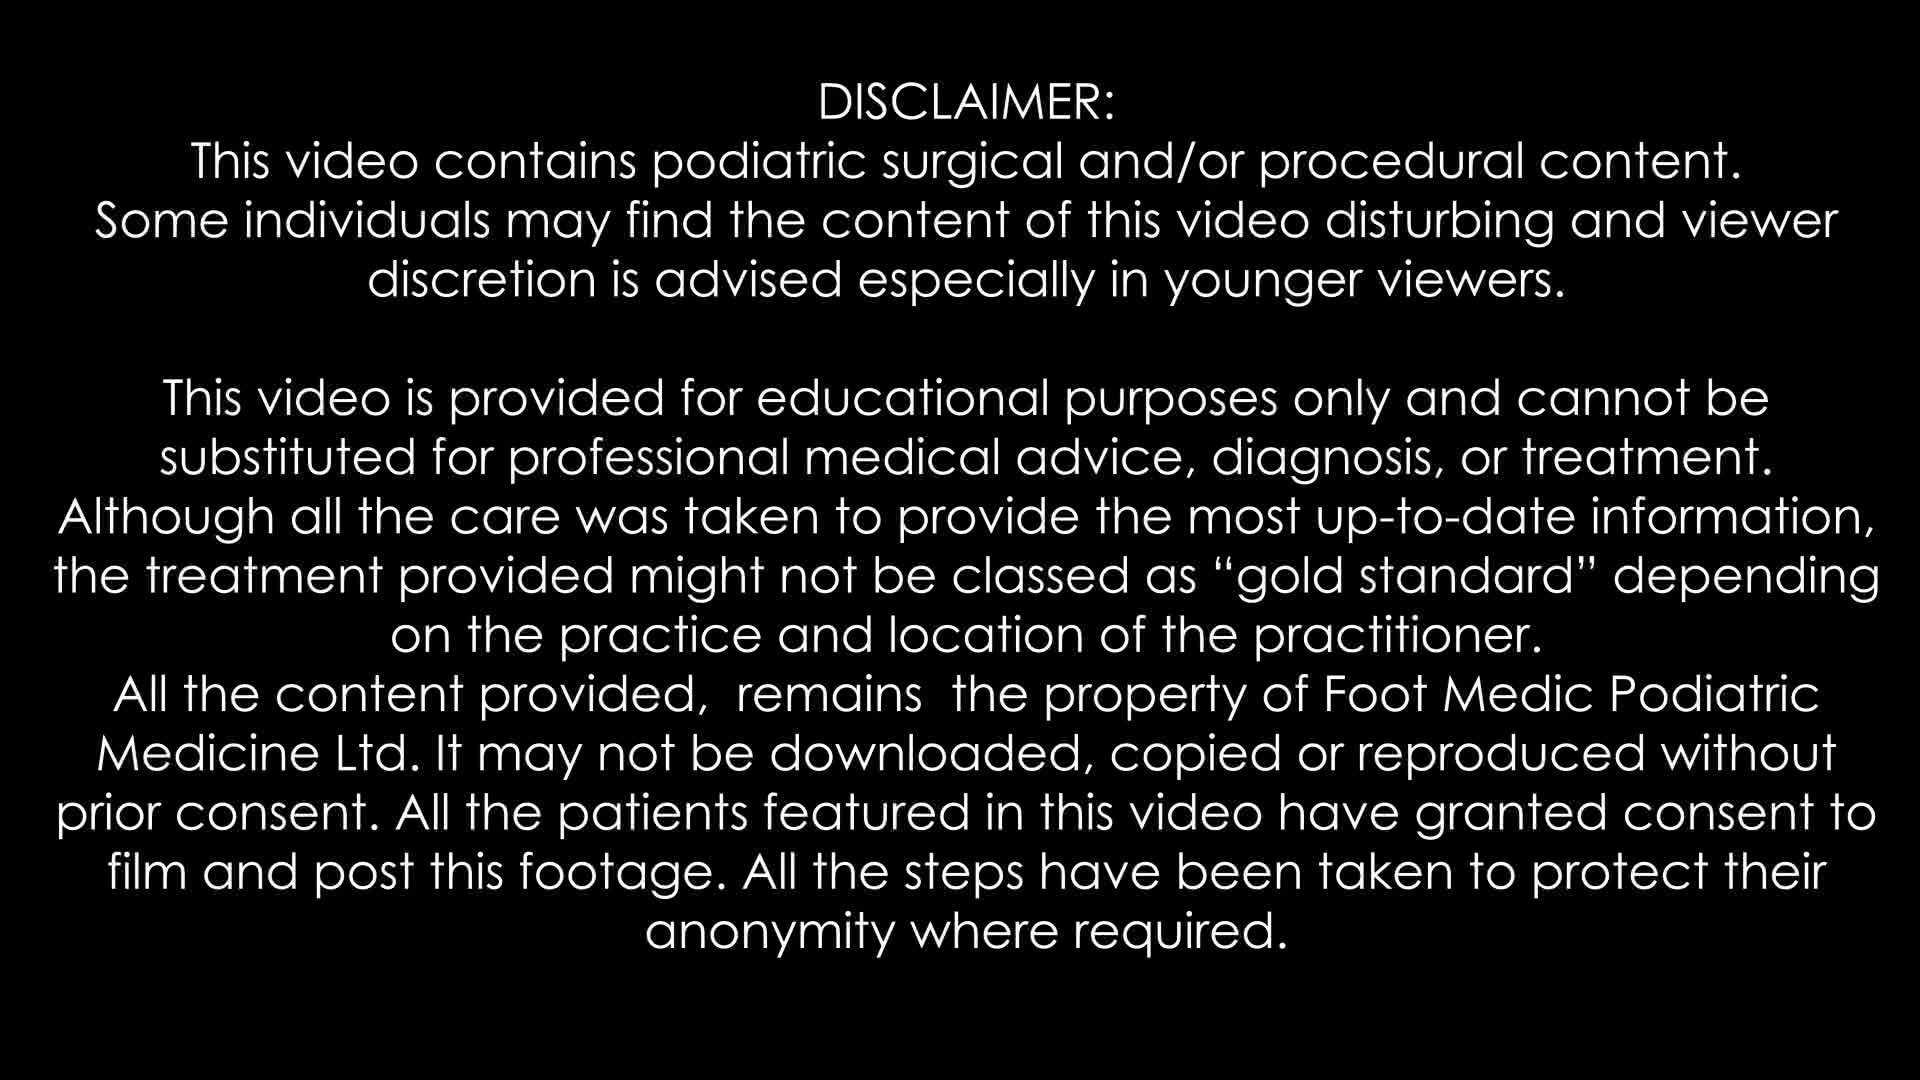 DISCLAIMER:
This video contains podiatric surgical and/or procedural content.
Some individuals may find the content of this video disturbing and viewer
discretion is advised especially in younger viewers.
This video is provided for educational purposes only and cannot be
substituted for professional medical advice, diagnosis, or treatment.
Although all the care was taken to provide the most up-to-date information,
the treatment provided might not be classed as “gold standard” depending
on the practice and location of the practitioner.
All the content provided,  remains  the property of Foot Medic Podiatric
Medicine Ltd. It may not be downloaded, copied or reproduced without
prior consent. All the patients featured in this video have granted consent to
film and post this footage. All the steps have been taken to protect their
anonymity where required.